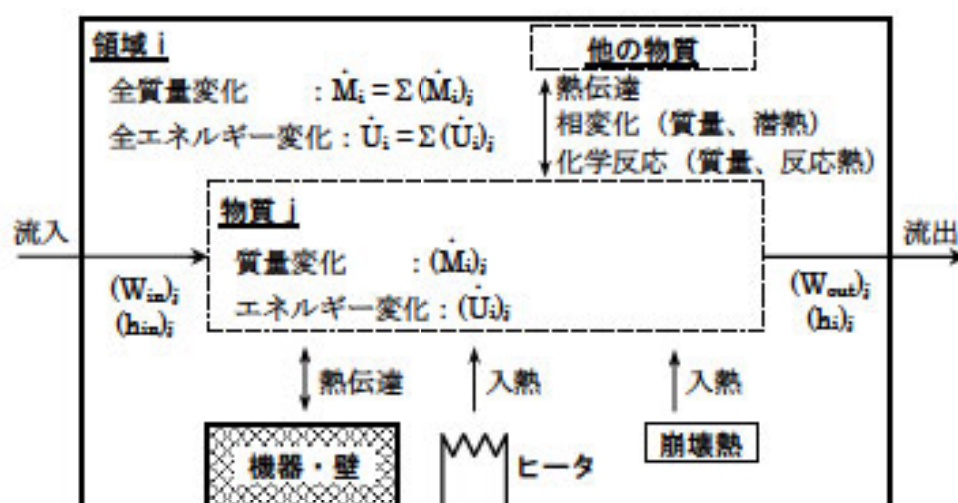 領域 i
他の物質
全質量変化 : Ṁᵢ = Σ(Ṁᵢ)ⱼ
全エネルギー変化 : U̇ᵢ = Σ(U̇ᵢ)ⱼ
熱伝達
相変化（質量、潜熱）
化学反応（質量、反応熱）
物質 j
流入
流出
質量変化 : (Ṁᵢ)ⱼ
エネルギー変化 : (U̇ᵢ)ⱼ
(W_in)ⱼ
(h_in)ⱼ
(W_out)ⱼ
(hᵢ)ⱼ
熱伝達
入熱
入熱
機器・壁
ヒータ
崩壊熱